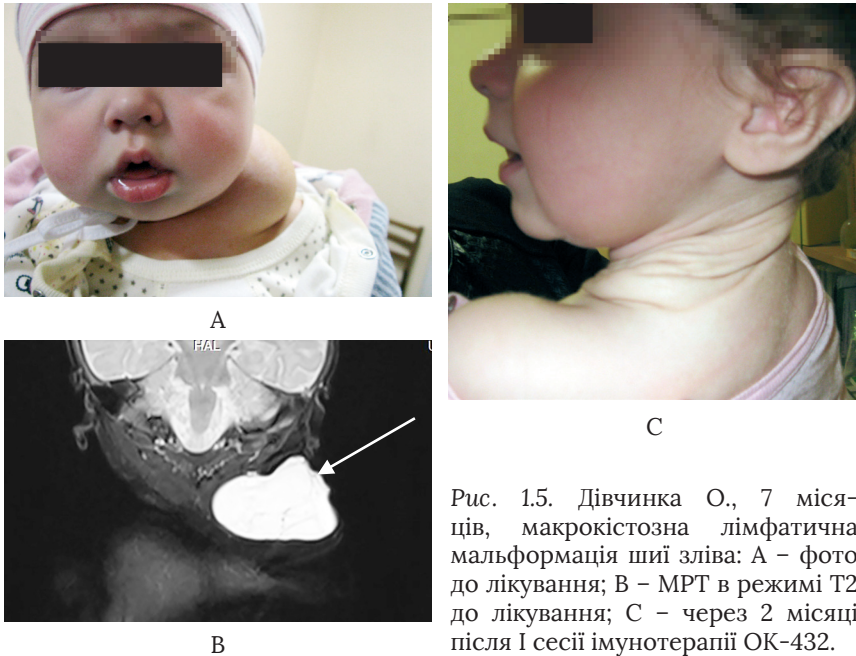 A
HAL
B
C
Рис. 1.5. Дівчинка О., 7 міся-
ців, макрокістозна лімфатична
мальформація шиї зліва: А – фото
до лікування; В – МРТ в режимі Т2
до лікування; С – через 2 місяці
після І сесії імунотерапії ОК-432.